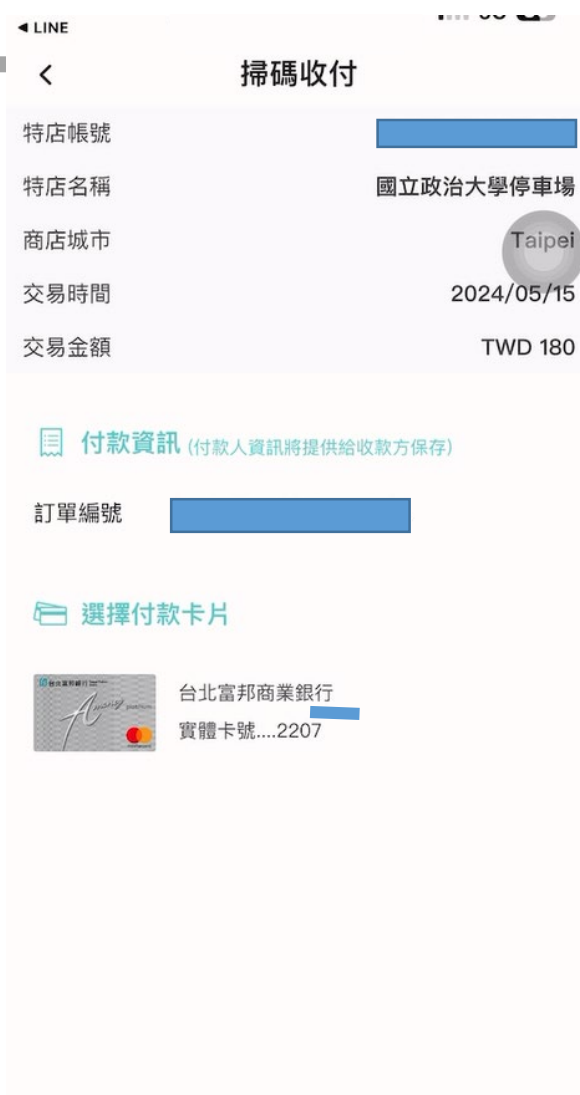 ◀ LINE
掃碼收付
特店帳號
特店名稱 國立政治大學停車場
商店城市 Taipei
交易時間 2024/05/15
交易金額 TWD 180
付款資訊 (付款人資訊將提供給收款方保存)
訂單編號
選擇付款卡片
台北富邦商業銀行
實體卡號....2207